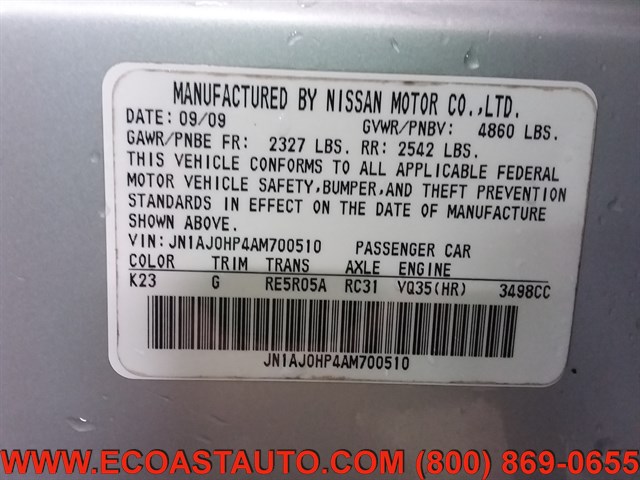 MANUFACTURED BY NISSAN MOTOR CO.,LTD.
DATE: 09/09 GVWR/PNBV: 4860 LBS.
GAWR/PNBE FR: 2327 LBS. RR: 2542 LBS.
THIS VEHICLE CONFORMS TO ALL APPLICABLE FEDERAL
MOTOR VEHICLE SAFETY,BUMPER,AND THEFT PREVENTION
STANDARDS IN EFFECT ON THE DATE OF MANUFACTURE
SHOWN ABOVE.
VIN: JN1AJ0HP4AM700510 PASSENGER CAR
COLOR TRIM TRANS AXLE ENGINE
K23 G RE5R05A RC31 VQ35(HR) 3498CC
JN1AJ0HP4AM700510
WWW.ECOASTAUTO.COM (800) 869-0655